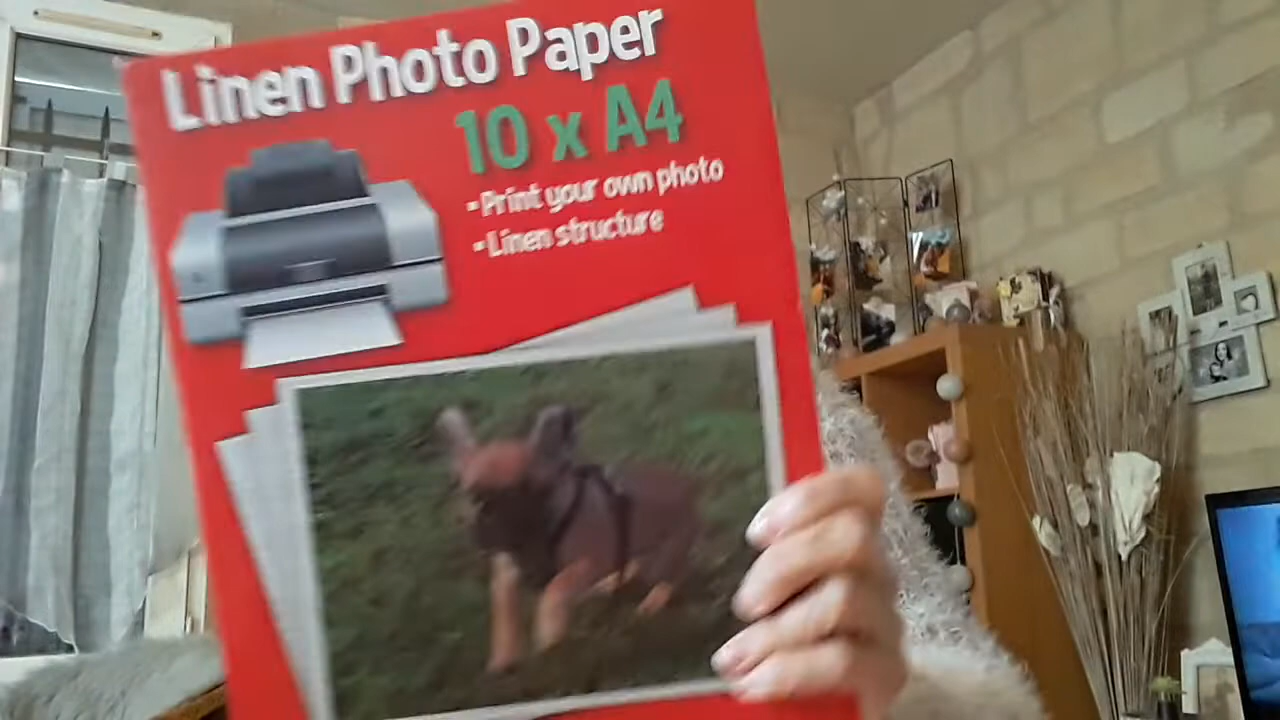 Linen Photo Paper
10 x A4
• Print your own photo
• Linen structure